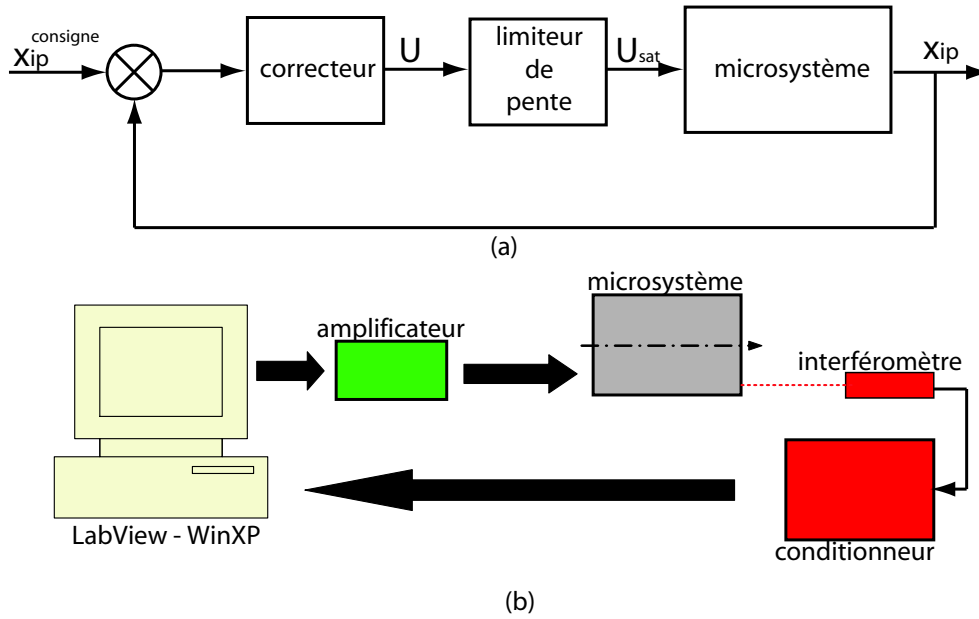 consigne
xip
correcteur
U
limiteur
de
pente
Usat
microsystème
xip
(a)
microsystème
amplificateur
interféromètre
conditionneur
LabView - WinXP
(b)